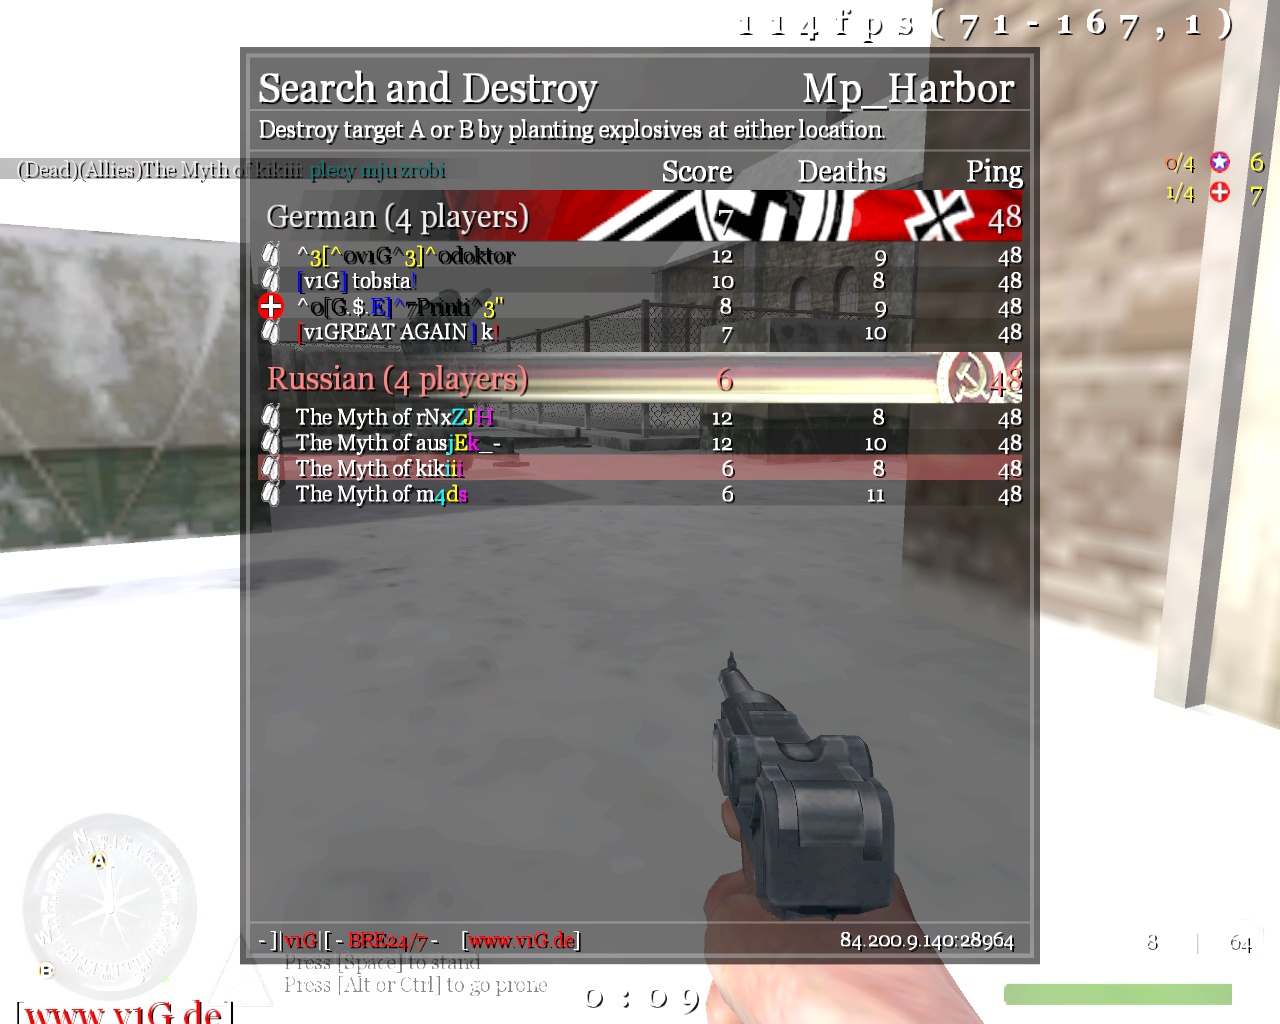 114fps(71-167,1)
Search and Destroy Mp_Harbor
Destroy target A or B by planting explosives at either location.
(Dead)(Allies)The Myth of kikiii plecy mju zrobi
Score Deaths Ping
0/4 6
1/4 7
German (4 players) 7 48
^3[^0v1G^3]^0doktor 12 9 48
[v1G] tobsta! 10 8 48
^0[G.$.E]^7Printi^3" 8 9 48
[v1GREAT AGAIN] k! 7 10 48
Russian (4 players) 6 48
The Myth of rNxZJH 12 8 48
The Myth of ausjEk_- 12 10 48
The Myth of kikiii 6 8 48
The Myth of m4ds 6 11 48
N
A
W
B
-]|v1G|[ - BRE24/7 - [www.v1G.de] 84.200.9.140:28964
8 | 64
Press [Space] to stand
Press [Alt or Ctrl] to go prone
0:09
[www.v1G.de]